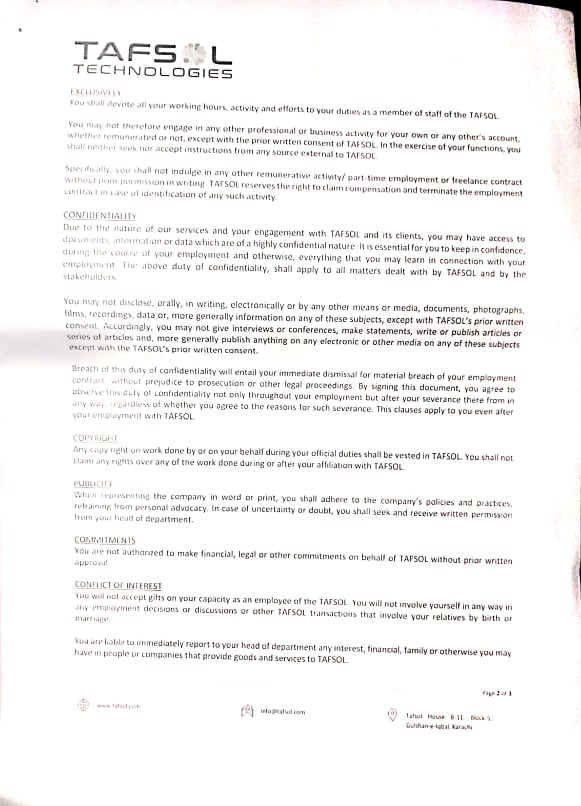 TAFSOL
TECHNOLOGIES
EXCLUSIVELY
You shall devote all your working hours, activity and efforts to your duties as a member of staff of the TAFSOL.
You may not therefore engage in any other professional or business activity for your own or any other's account,
whether remunerated or not, except with the prior written consent of TAFSOL. In the exercise of your functions, you
shall neither seek nor accept instructions from any source external to TAFSOL.
Specifically, you shall not indulge in any other remunerative activity/ part-time employment or freelance contract
without prior permission in writing. TAFSOL reserves the right to claim compensation and terminate the employment
contract in case of identification of any such activity.
CONFIDENTIALITY
Due to the nature of our services and your engagement with TAFSOL and its clients, you may have access to
documents, information or data which are of a highly confidential nature. It is essential for you to keep in confidence,
during the course of your employment and otherwise, everything that you may learn in connection with your
employment. The above duty of confidentiality, shall apply to all matters dealt with by TAFSOL and by the
stakeholders.
You may not disclose, orally, in writing, electronically or by any other means or media, documents, photographs,
films, recordings, data or, more generally information on any of these subjects, except with TAFSOL's prior written
consent. Accordingly, you may not give interviews or conferences, make statements, write or publish articles or
series of articles and, more generally publish anything on any electronic or other media on any of these subjects
except with the TAFSOL's prior written consent.
Breach of this duty of confidentiality will entail your immediate dismissal for material breach of your employment
contract, without prejudice to prosecution or other legal proceedings. By signing this document, you agree to
observe this duty of confidentiality not only throughout your employment but after your severance there from in
any way, regardless of whether you agree to the reasons for such severance. This clauses apply to you even after
your employment with TAFSOL.
COPYRIGHT
Any copy right on work done by or on your behalf during your official duties shall be vested in TAFSOL. You shall not
claim any rights over any of the work done during or after your affiliation with TAFSOL.
PUBLICITY
When representing the company in word or print, you shall adhere to the company's policies and practices,
refraining from personal advocacy. In case of uncertainty or doubt, you shall seek and receive written permission
from your head of department.
COMMITMENTS
You are not authorized to make financial, legal or other commitments on behalf of TAFSOL without prior written
approval.
CONFLICT OF INTEREST
You will not accept gifts on your capacity as an employee of the TAFSOL. You will not involve yourself in any way in
any employment decisions or discussions or other TAFSOL transactions that involve your relatives by birth or
marriage.
You are liable to immediately report to your head of department any interest, financial, family or otherwise you may
have in people or companies that provide goods and services to TAFSOL.
Page 2 of 3
www.tafsol.com
info@tafsol.com
Tafsol House B-11, Block 5,
Gulshan-e-Iqbal, Karachi